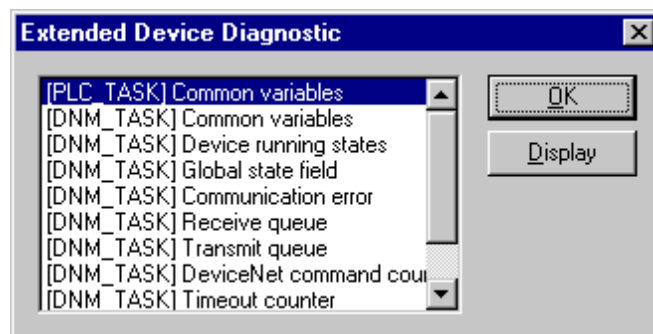 Extended Device Diagnostic
[PLC_TASK] Common variables
[DNM_TASK] Common variables
[DNM_TASK] Device running states
[DNM_TASK] Global state field
[DNM_TASK] Communication error
[DNM_TASK] Receive queue
[DNM_TASK] Transmit queue
[DNM_TASK] DeviceNet command cou
[DNM_TASK] Timeout counter
OK
Display